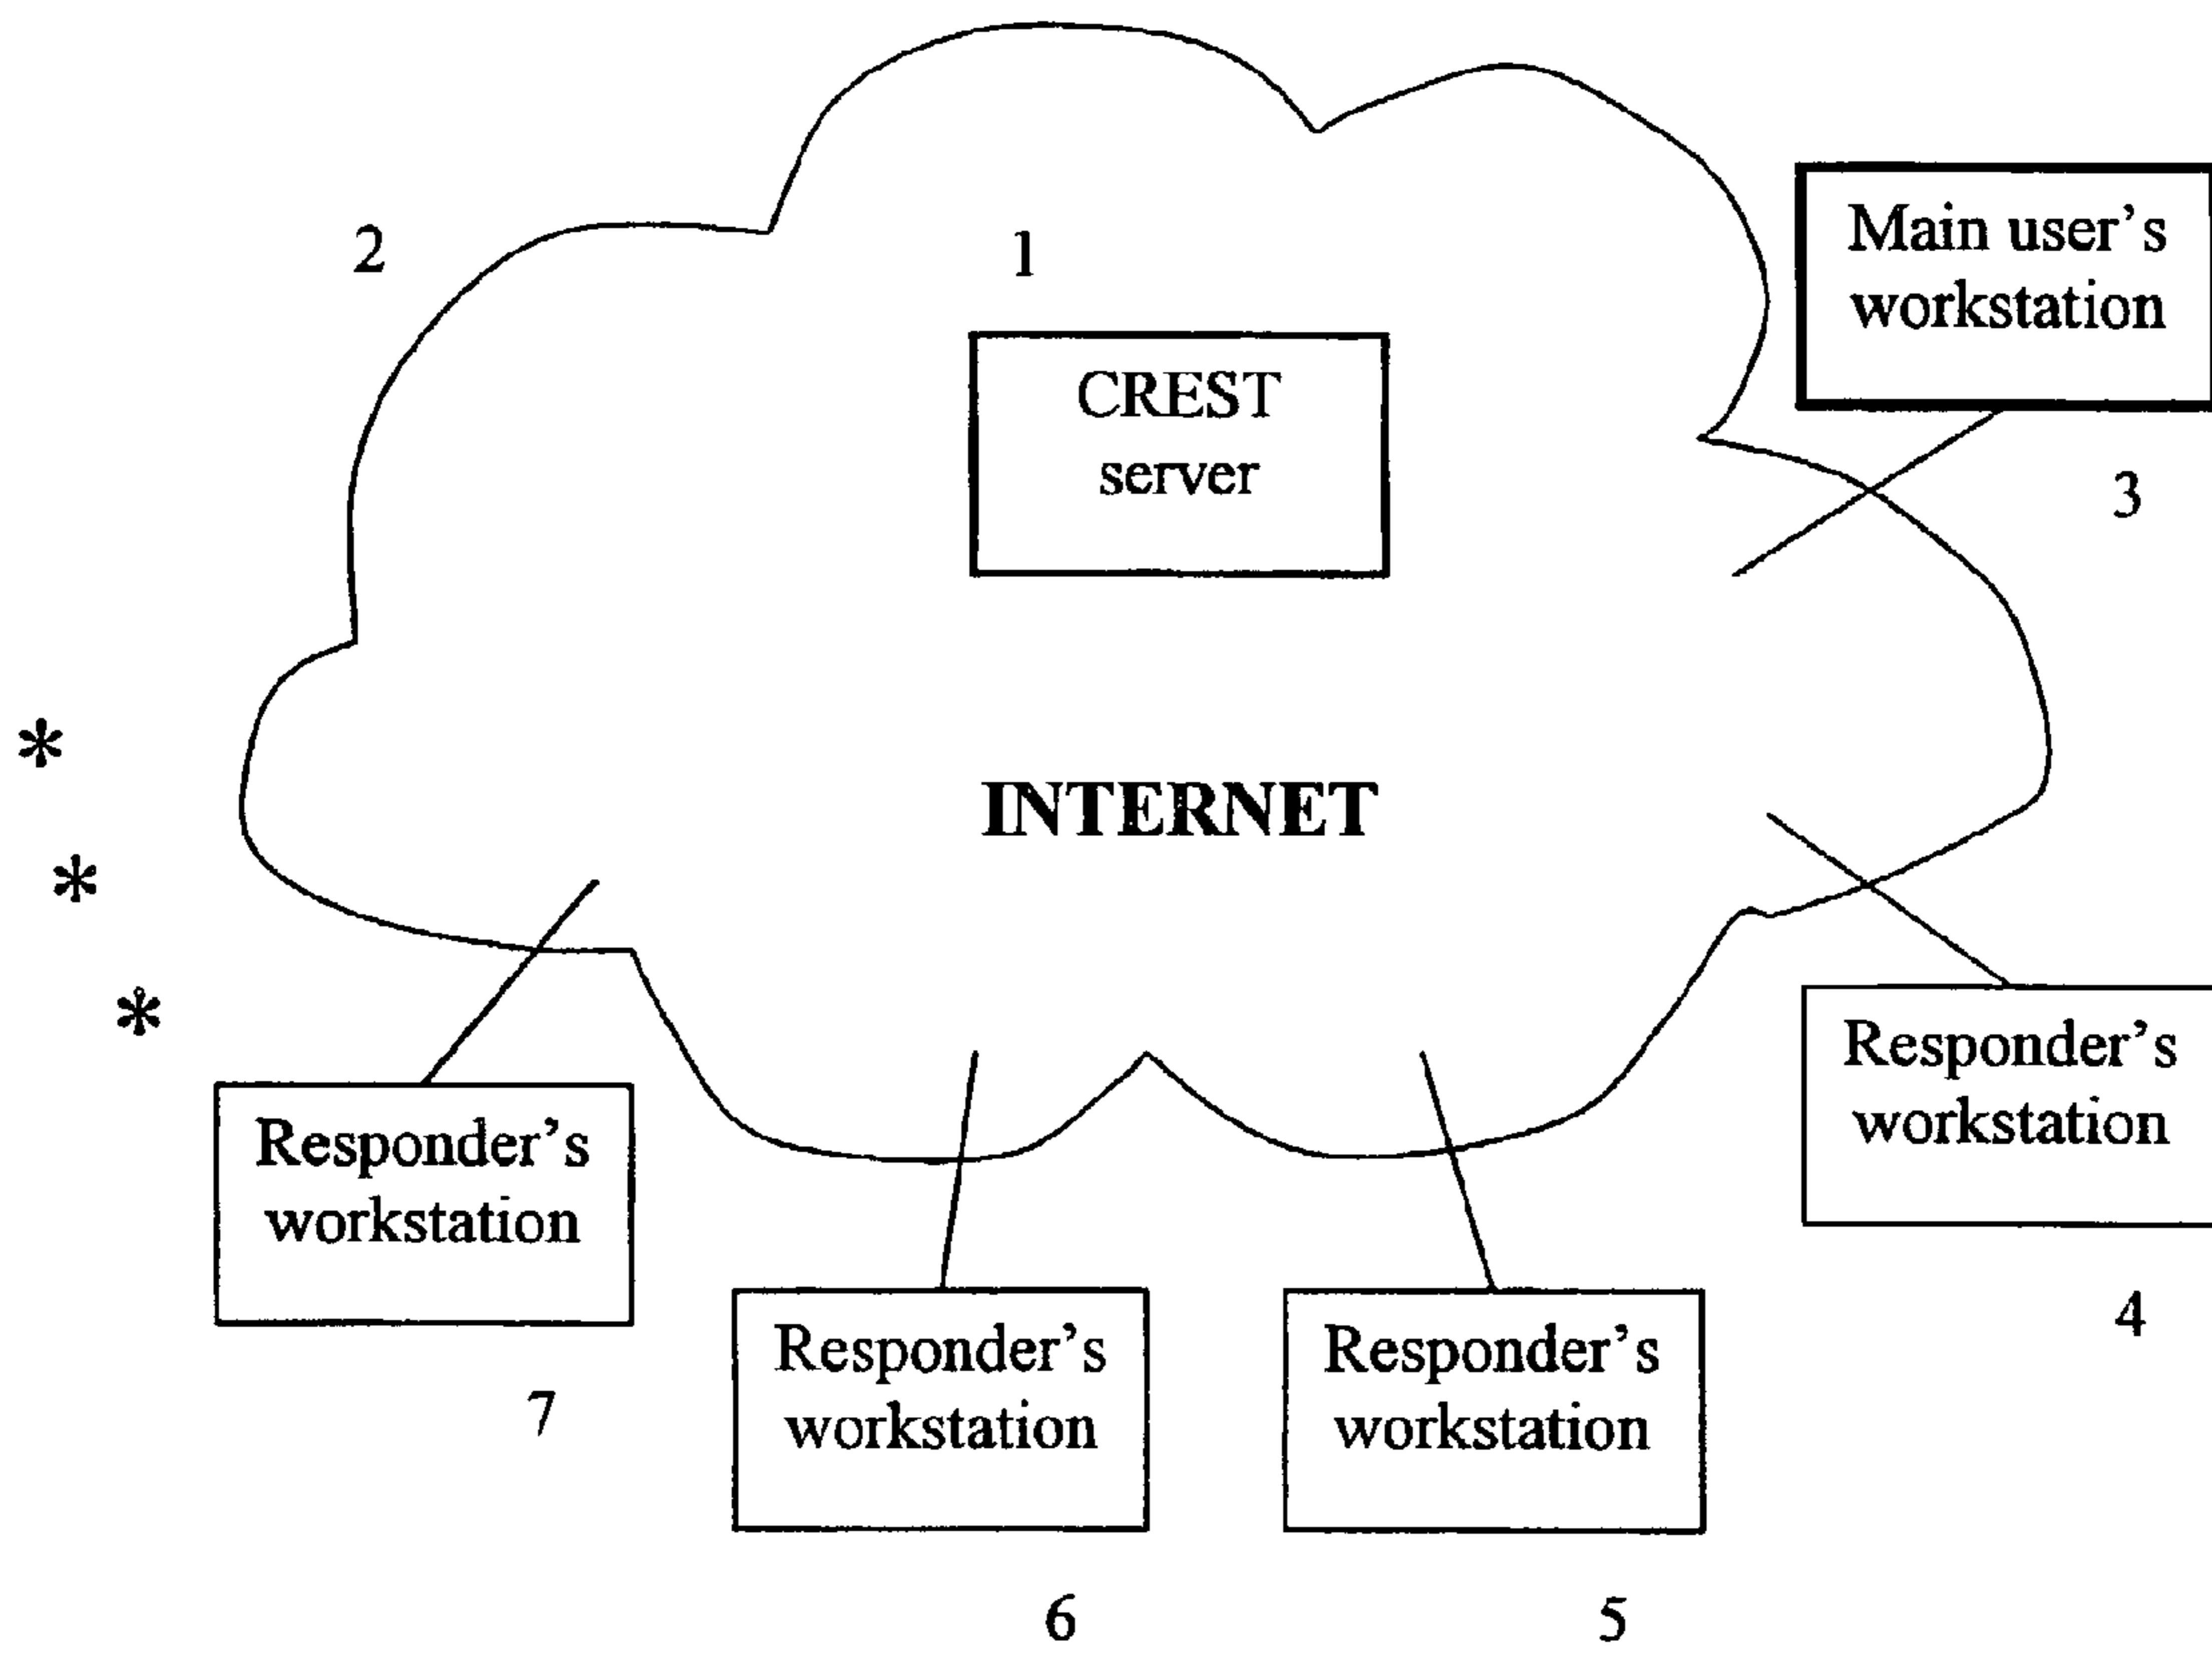 2
1
Main user's
workstation
3
CREST
server
*
INTERNET
*
*
Responder's
workstation
4
Responder's
workstation
7
Responder's
workstation
6
Responder's
workstation
5